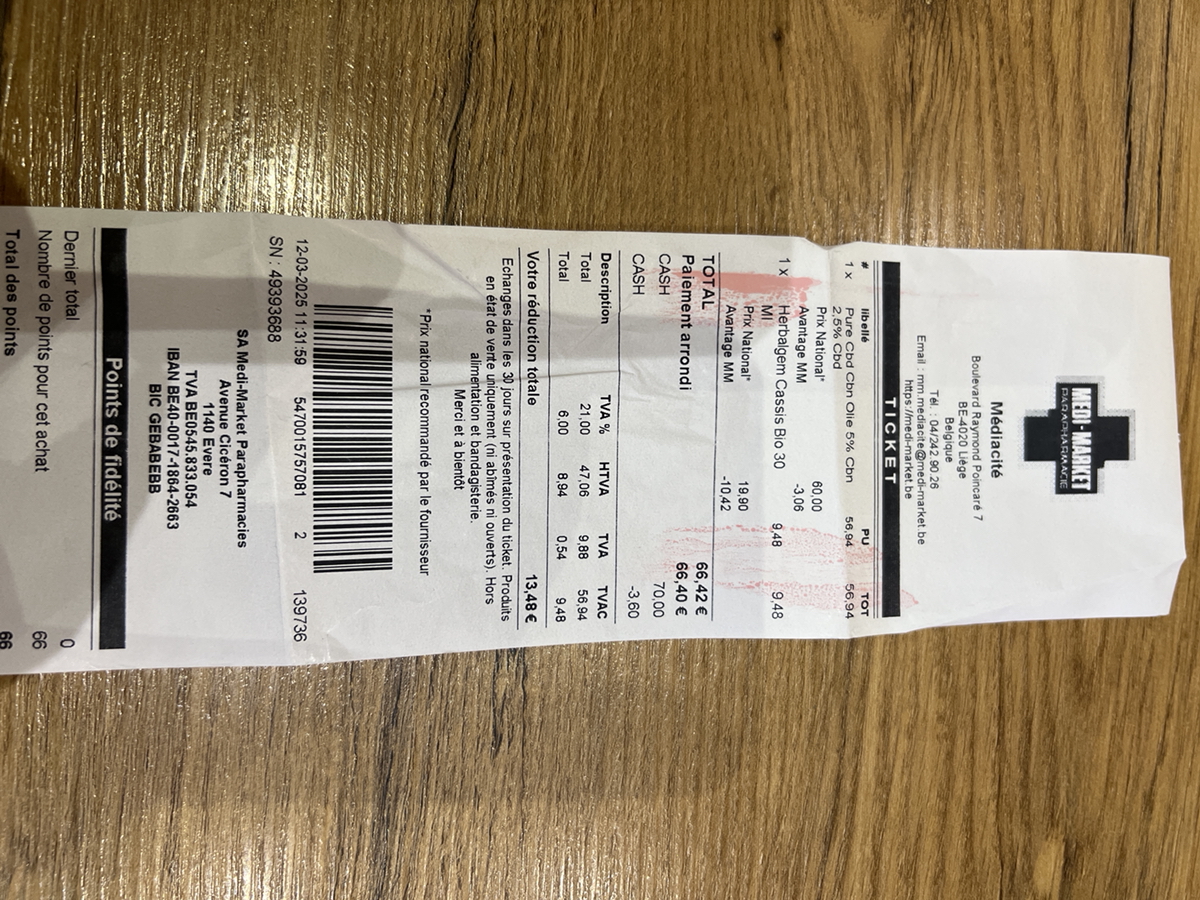 MEDI-MARKET
PARAPHARMACIE
Médiacité
Boulevard Raymond Poincaré 7
BE-4020 Liège
Belgique
Tél. : 04/242.90.26
Email : mm.mediacite@medi-market.be
https://medi-market.be
TICKET
# libellé PU TOT
1 x Pure Cbd Cbn Olie 5% Cbn 56,94 56,94
2,5% Cbd
Prix National* 60,00
Avantage MM -3,06
1 x Herbalgem Cassis Bio 30 9,48 9,48
Ml
Prix National* 19,90
Avantage MM -10,42
TOTAL 66,42 €
Paiement arrondi 66,40 €
CASH 70,00
CASH -3,60
Description TVA % HTVA TVA TVAC
Total 21,00 47,06 9,88 56,94
Total 6,00 8,94 0,54 9,48
Votre réduction totale 13,48 €
Echanges dans les 30 jours sur présentation du ticket. Produits
en état de vente uniquement (ni abîmés ni ouverts). Hors
alimentation et bandagisterie.
Merci et à bientôt
*Prix national recommandé par le fournisseur
12-03-2025 11:31:59 5470015757081 2 139736
SN : 49393688
SA Medi-Market Parapharmacies
Avenue Cicéron 7
1140 Evere
TVA BE0545.833.054
IBAN BE40-0017-1864-2663
BIC GEBABEBB
Points de fidélité
Dernier total 0
Nombre de points pour cet achat 66
Total des points 66